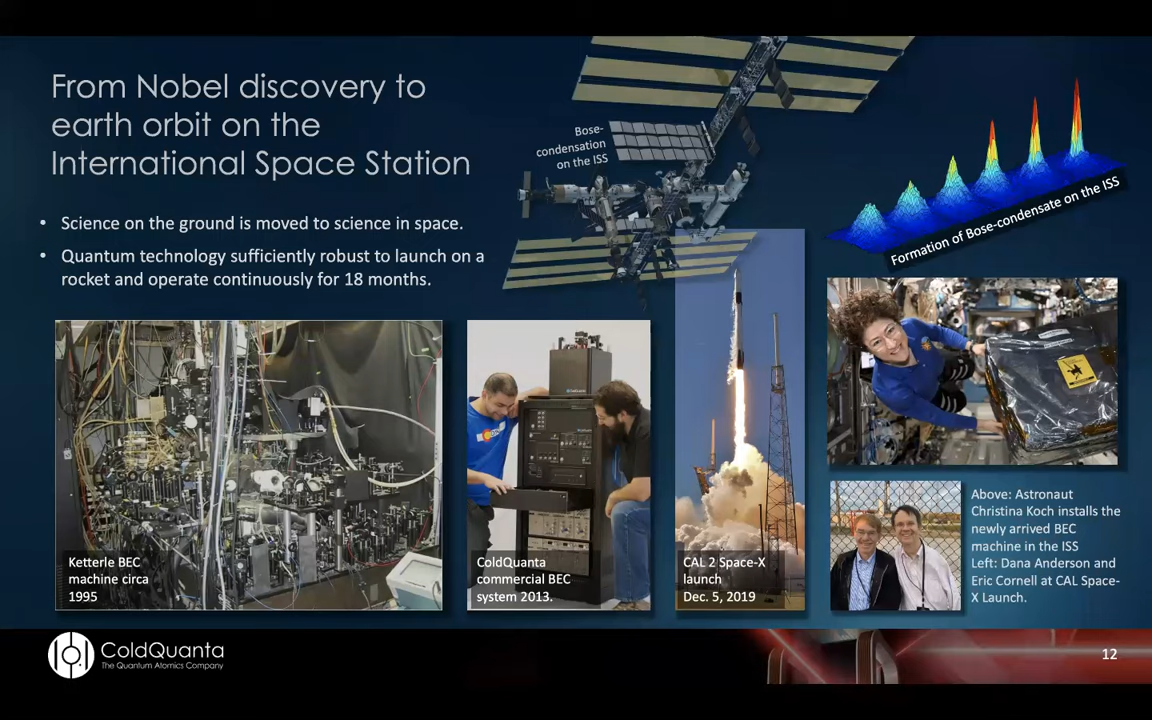 From Nobel discovery to
earth orbit on the
International Space Station
• Science on the ground is moved to science in space.
• Quantum technology sufficiently robust to launch on a
rocket and operate continuously for 18 months.
Bose-
condensation
on the ISS
Formation of Bose-condensate on the ISS
Ketterle BEC
machine circa
1995
ColdQuanta
commercial BEC
system 2013.
CAL 2 Space-X
launch
Dec. 5, 2019
Above: Astronaut
Christina Koch installs the
newly arrived BEC
machine in the ISS
Left: Dana Anderson and
Eric Cornell at CAL Space-
X Launch.
ColdQuanta
The Quantum Atomics Company
12